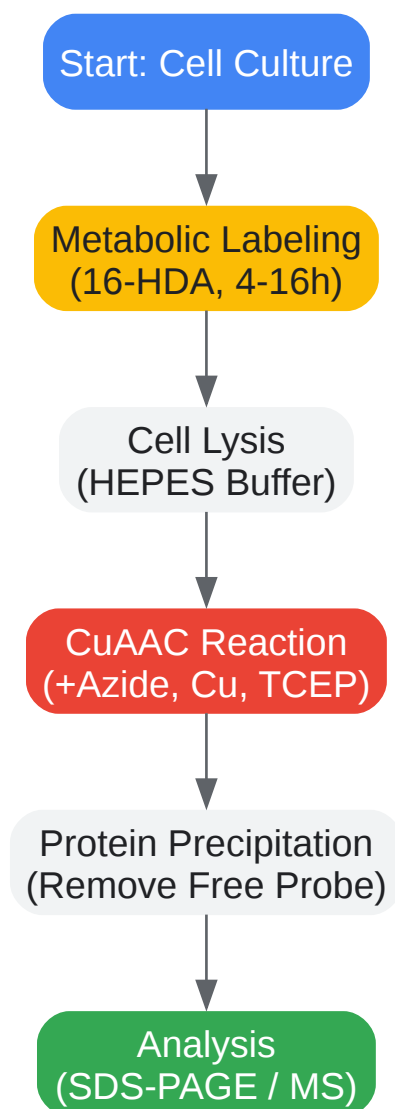 Start: Cell Culture
Metabolic Labeling
(16-HDA, 4-16h)
Cell Lysis
(HEPES Buffer)
CuAAC Reaction
(+Azide, Cu, TCEP)
Protein Precipitation
(Remove Free Probe)
Analysis
(SDS-PAGE / MS)